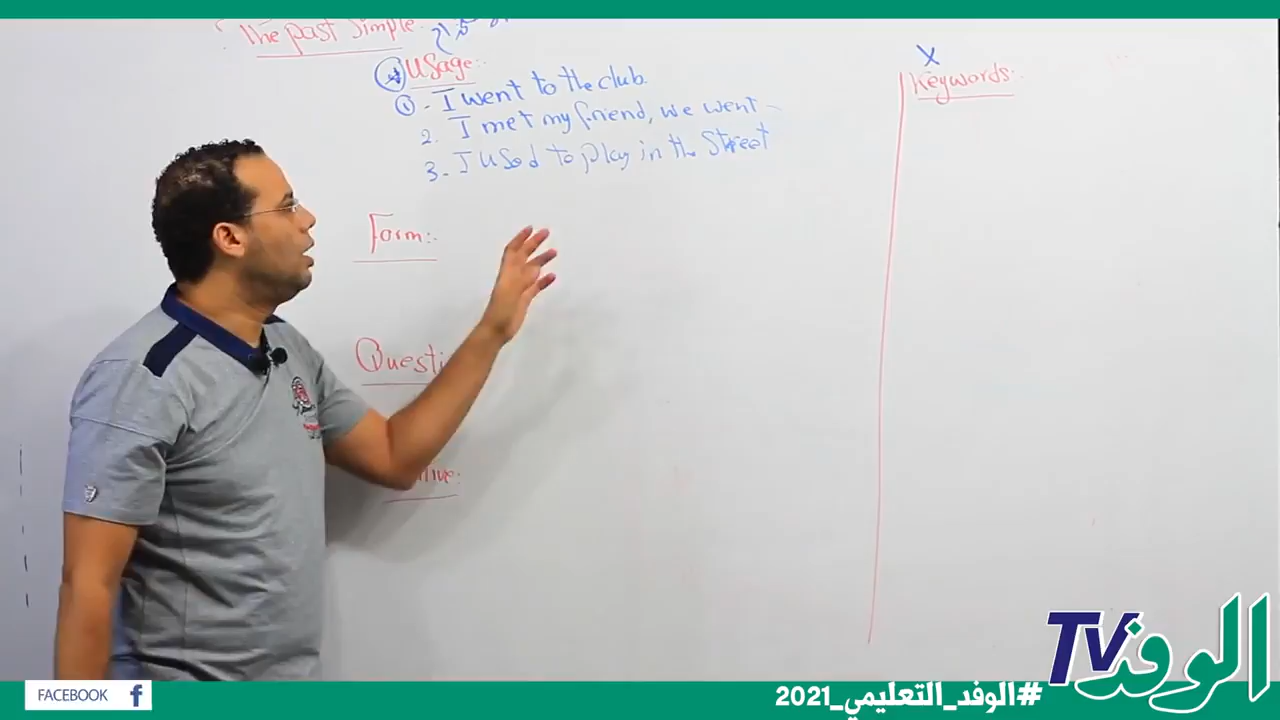 The past Simple
Usage:-
① - I went to the club.
2. I met my friend, we went
3. I used to play in the Street
Form:-
Questi
tive:
X
Keywords:-
الوفد TV
FACEBOOK f
#الوفد_التعليمي_2021